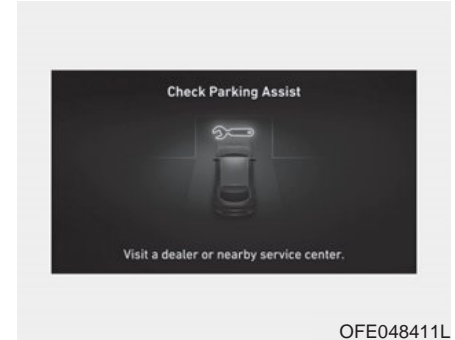 Check Parking Assist
Visit a dealer or nearby service center.
OFE048411L